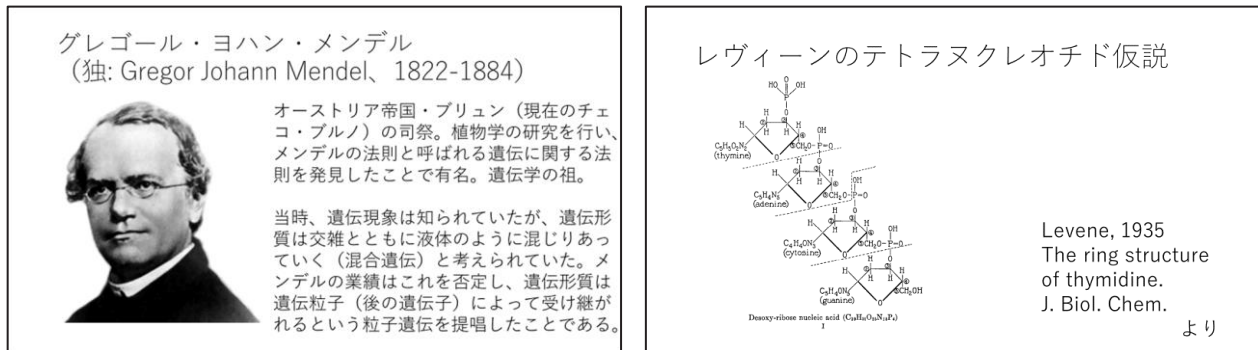 グレゴール・ヨハン・メンデル
（独: Gregor Johann Mendel、1822-1884）
オーストリア帝国・ブリュン（現在のチェ
コ・ブルノ）の司祭。植物学の研究を行い、
メンデルの法則と呼ばれる遺伝に関する法
則を発見したことで有名。遺伝学の祖。
当時、遺伝現象は知られていたが、遺伝形
質は交雑とともに液体のように混じりあっ
ていく（混合遺伝）と考えられていた。メ
ンデルの業績はこれを否定し、遺伝形質は
遺伝粒子（後の遺伝子）によって受け継が
れるという粒子遺伝を提唱したことである。
レヴィーンのテトラヌクレオチド仮説
(thymine)
(adenine)
(cytosine)
(guanine)
Desoxy-ribose nucleic acid
I
Levene, 1935
The ring structure
of thymidine.
J. Biol. Chem.
より